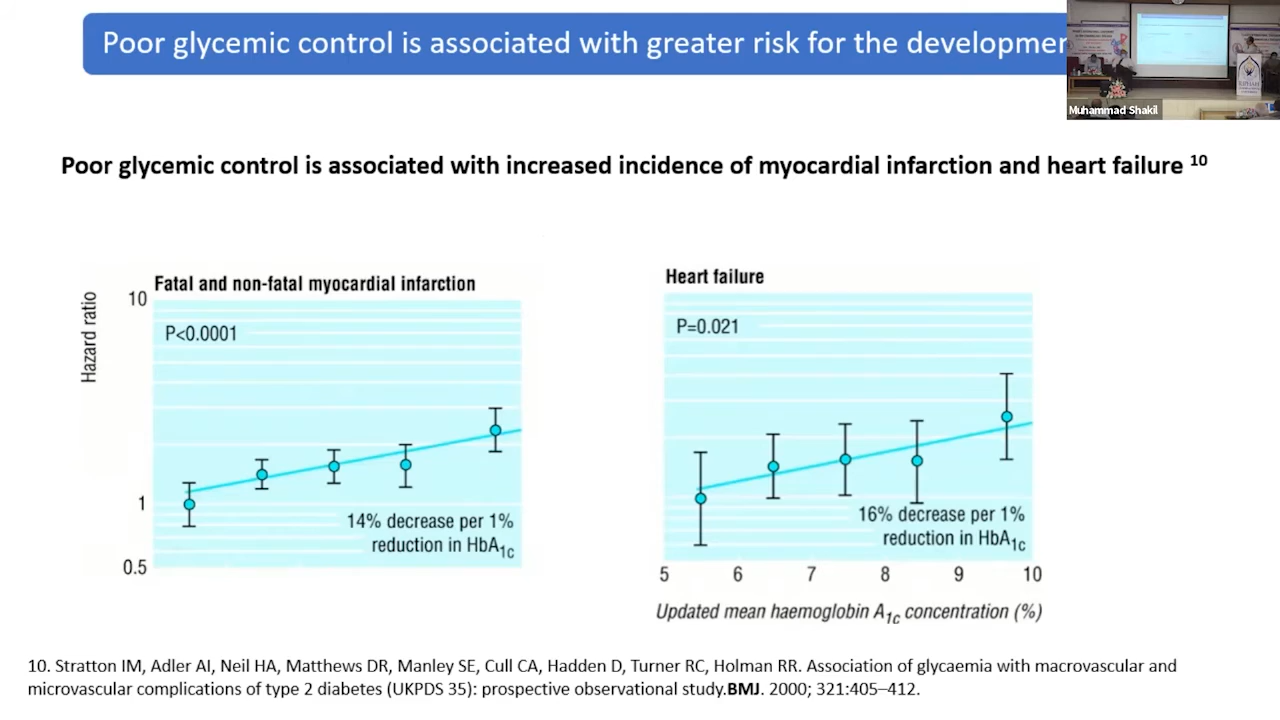 Poor glycemic control is associated with greater risk for the developmen
Muhammad Shakil
Poor glycemic control is associated with increased incidence of myocardial infarction and heart failure 10
Fatal and non-fatal myocardial infarction
Hazard ratio
10
P<0.0001
1
14% decrease per 1%
reduction in HbA1c
0.5
Heart failure
P=0.021
16% decrease per 1%
reduction in HbA1c
5 6 7 8 9 10
Updated mean haemoglobin A1c concentration (%)
10. Stratton IM, Adler AI, Neil HA, Matthews DR, Manley SE, Cull CA, Hadden D, Turner RC, Holman RR. Association of glycaemia with macrovascular and
microvascular complications of type 2 diabetes (UKPDS 35): prospective observational study.BMJ. 2000; 321:405–412.